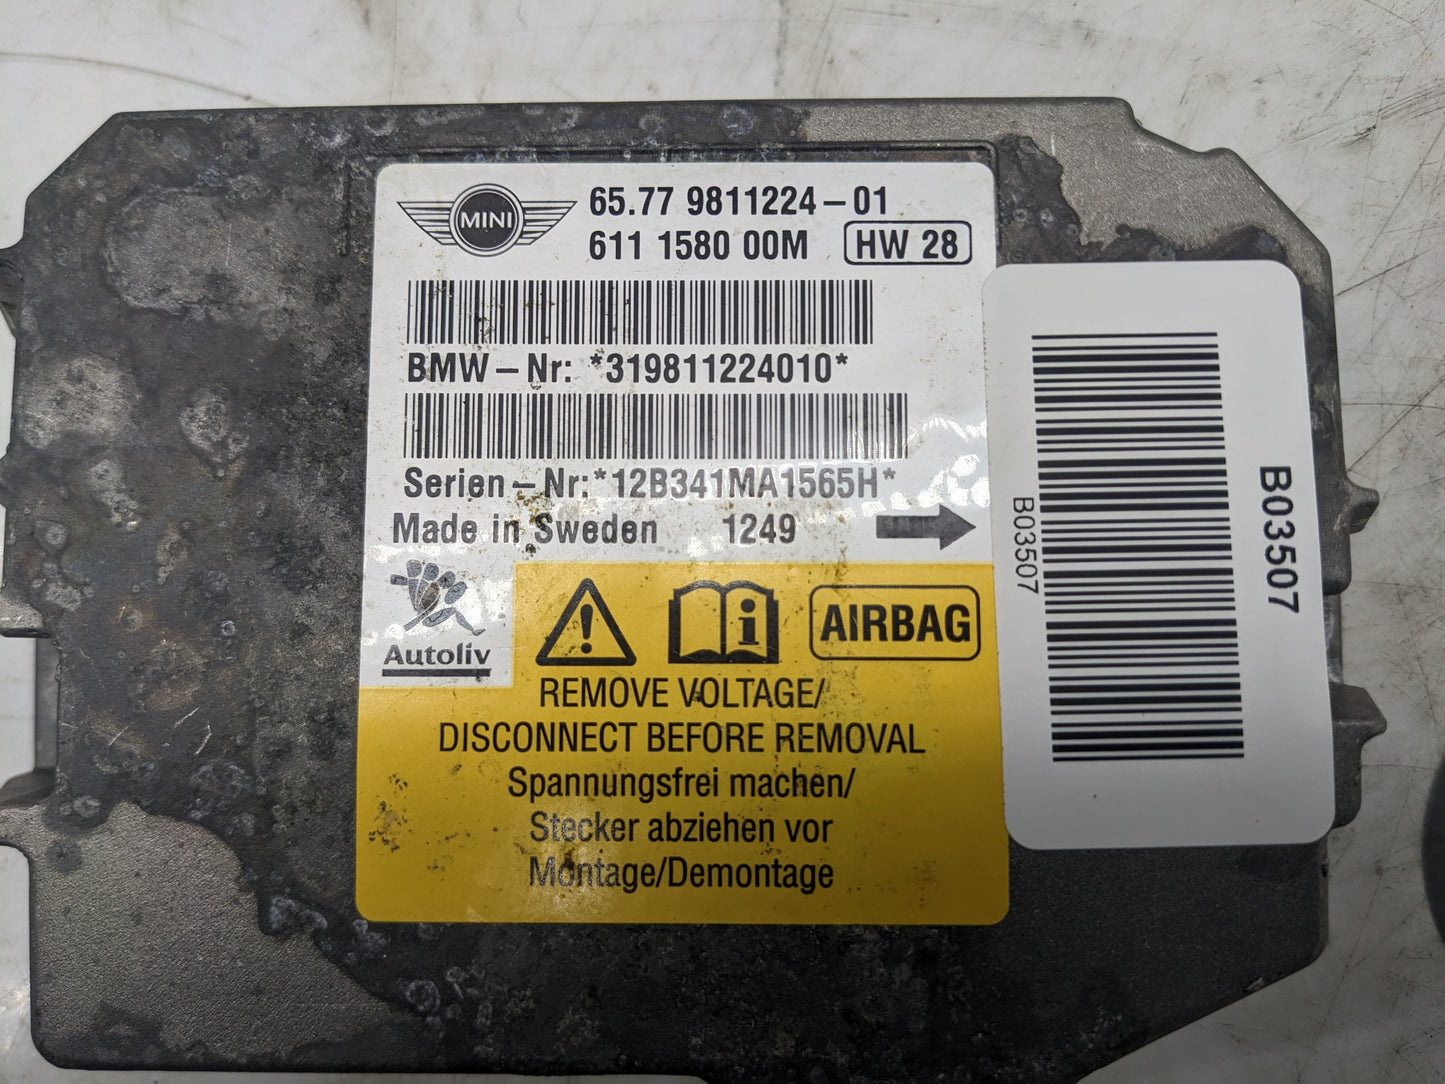 MINI
65.77 9811224-01
611 1580 00M HW 28
BMW-Nr: *319811224010*
Serien-Nr:*12B341MA1565H*
Made in Sweden 1249
Autoliv
AIRBAG
REMOVE VOLTAGE/
DISCONNECT BEFORE REMOVAL
Spannungsfrei machen/
Stecker abziehen vor
Montage/Demontage
B03507
B03507